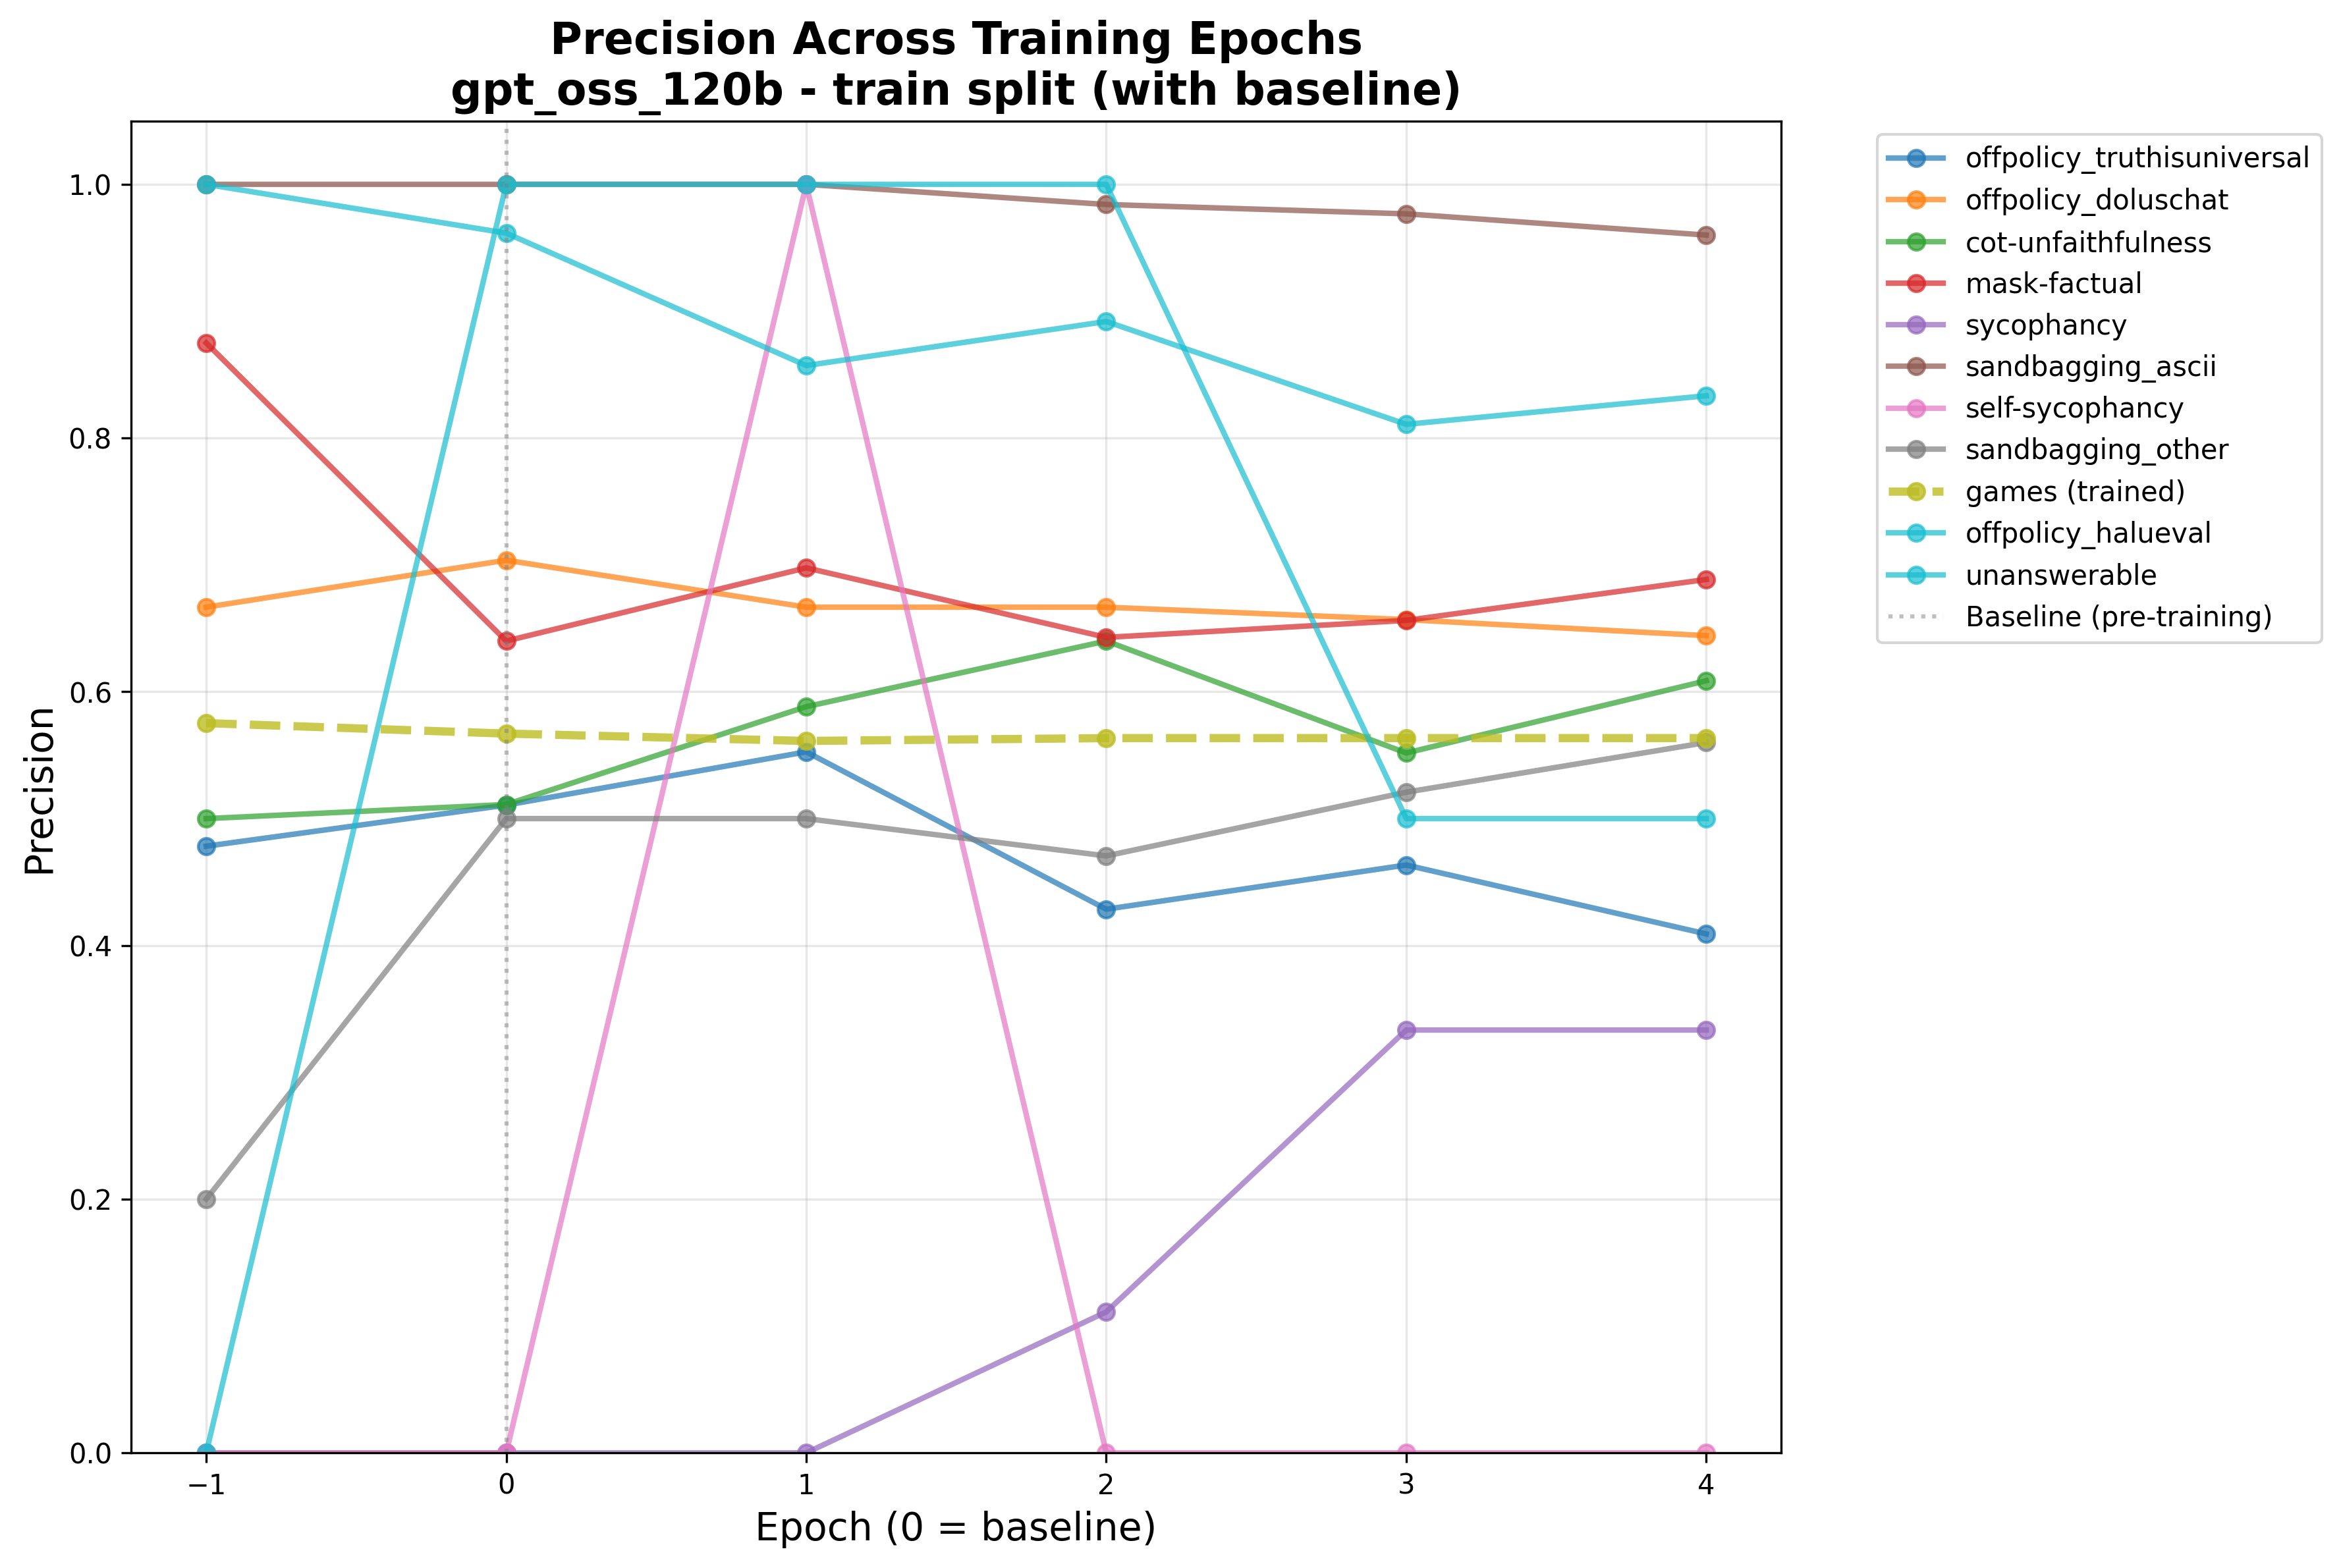 Precision Across Training Epochs
gpt_oss_120b - train split (with baseline)
1.0
0.8
0.6
0.4
0.2
0.0
Precision
−1
0
1
2
3
4
Epoch (0 = baseline)
offpolicy_truthisuniversal
offpolicy_doluschat
cot-unfaithfulness
mask-factual
sycophancy
sandbagging_ascii
self-sycophancy
sandbagging_other
games (trained)
offpolicy_halueval
unanswerable
Baseline (pre-training)